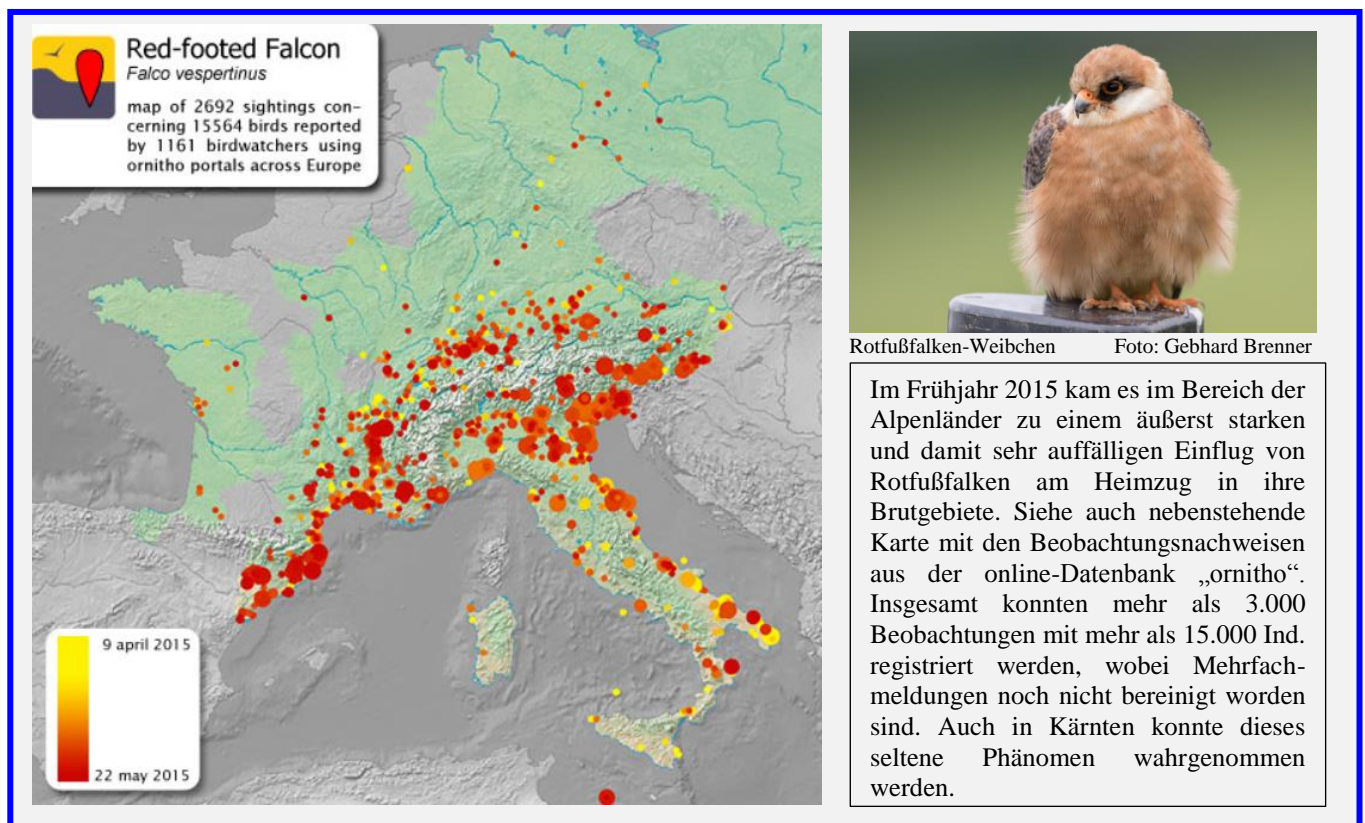 Red-footed Falcon
Falco vespertinus
map of 2692 sightings con-
cerning 15564 birds reported
by 1161 birdwatchers using
ornitho portals across Europe
9 april 2015
22 may 2015
Rotfußfalken-Weibchen Foto: Gebhard Brenner
Im Frühjahr 2015 kam es im Bereich der
Alpenländer zu einem äußerst starken
und damit sehr auffälligen Einflug von
Rotfußfalken am Heimzug in ihre
Brutgebiete. Siehe auch nebenstehende
Karte mit den Beobachtungsnachweisen
aus der online-Datenbank „ornitho“.
Insgesamt konnten mehr als 3.000
Beobachtungen mit mehr als 15.000 Ind.
registriert werden, wobei Mehrfach-
meldungen noch nicht bereinigt worden
sind. Auch in Kärnten konnte dieses
seltene Phänomen wahrgenommen
werden.